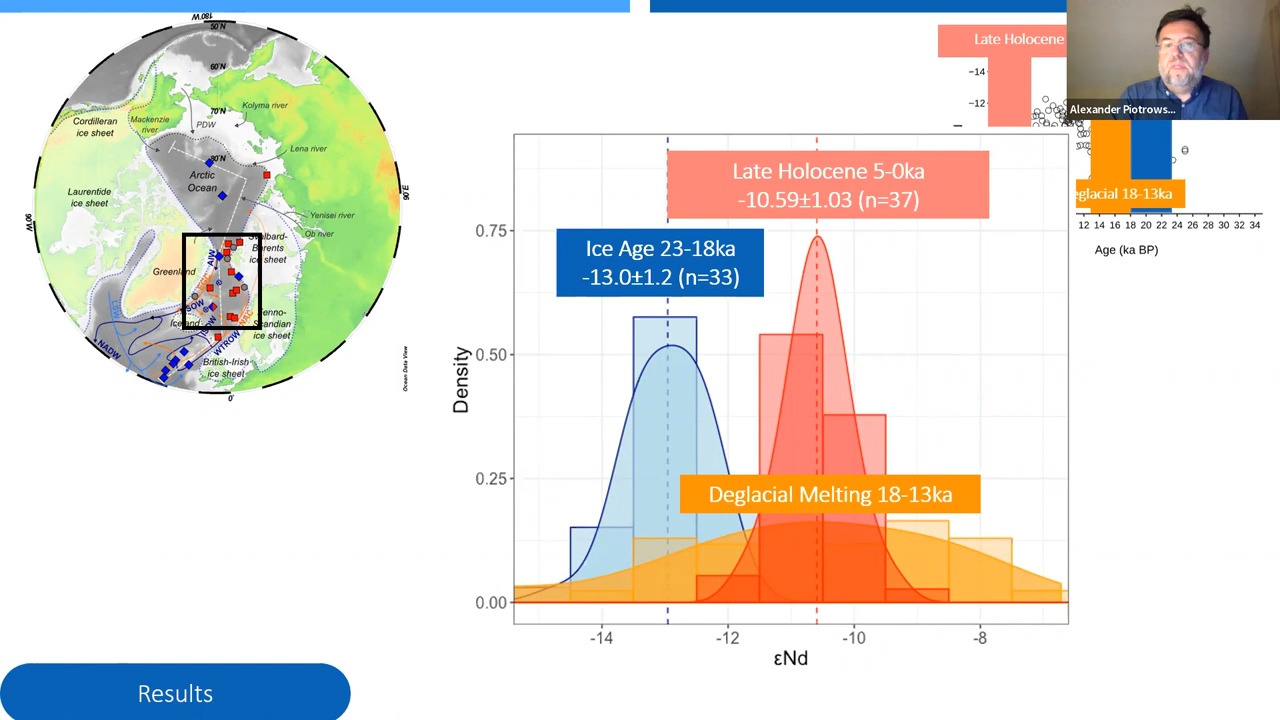 180°W
50°N
60°N
70°N
80°N
90°E
90°W
0°
Cordilleran
ice sheet
Mackenzie
river
PDW
Kolyma river
Lena river
Arctic
Ocean
Laurentide
ice sheet
Yenisei river
Ob river
Svalbard-
Barents
ice sheet
Greenland
AIW
Iceland
NAC
Fenno-
Scandian
ice sheet
NADW
WTROW
British-Irish
ice sheet
Ocean Data View
Late Holocene
−14
−12
Alexander Piotrows...
eglacial 18-13ka
12 14 16 18 20 22 24 26 28 30 32 34
Age (ka BP)
Late Holocene 5-0ka
-10.59±1.03 (n=37)
Ice Age 23-18ka
-13.0±1.2 (n=33)
Deglacial Melting 18-13ka
Density
0.75
0.50
0.25
0.00
-14
-12
-10
-8
εNd
Results